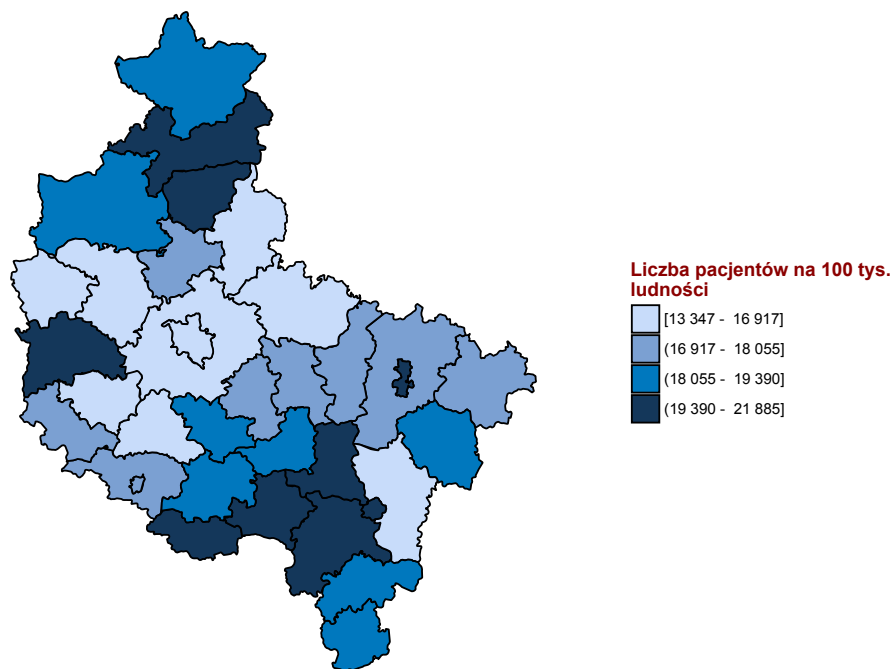 Liczba pacjentów na 100 tys.
ludności
[13 347 - 16 917]
(16 917 - 18 055]
(18 055 - 19 390]
(19 390 - 21 885]